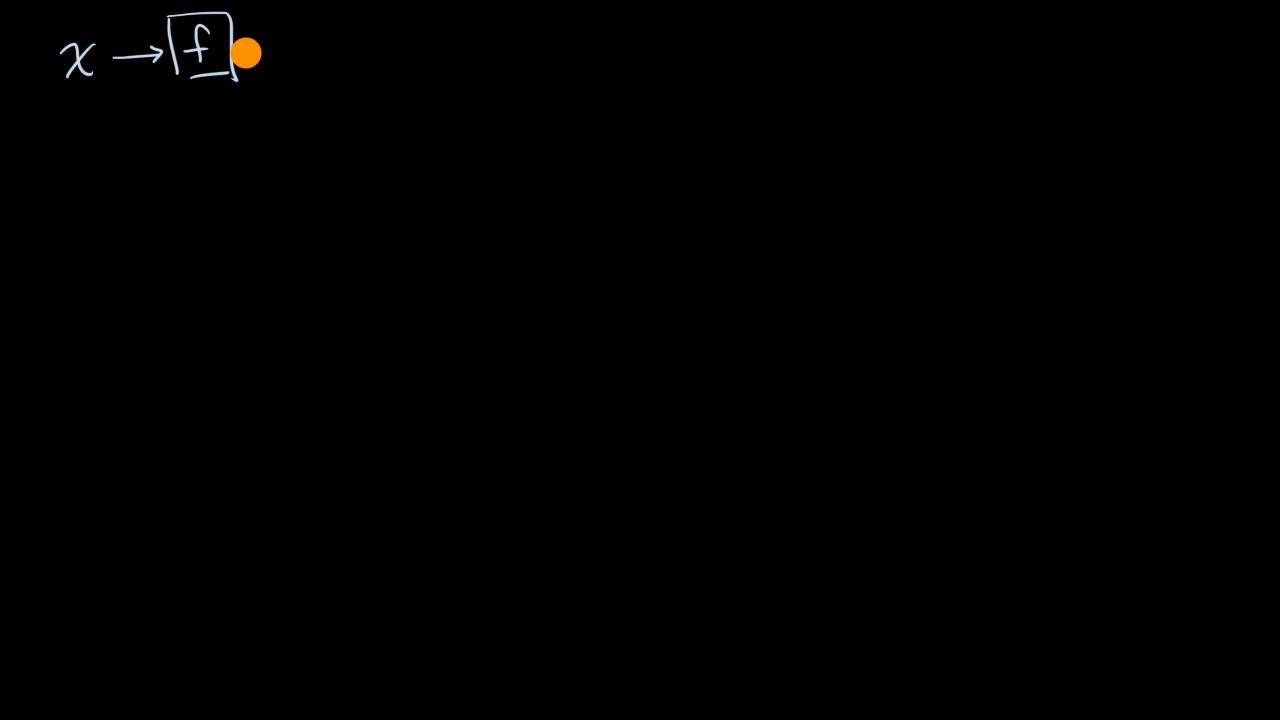 x → f